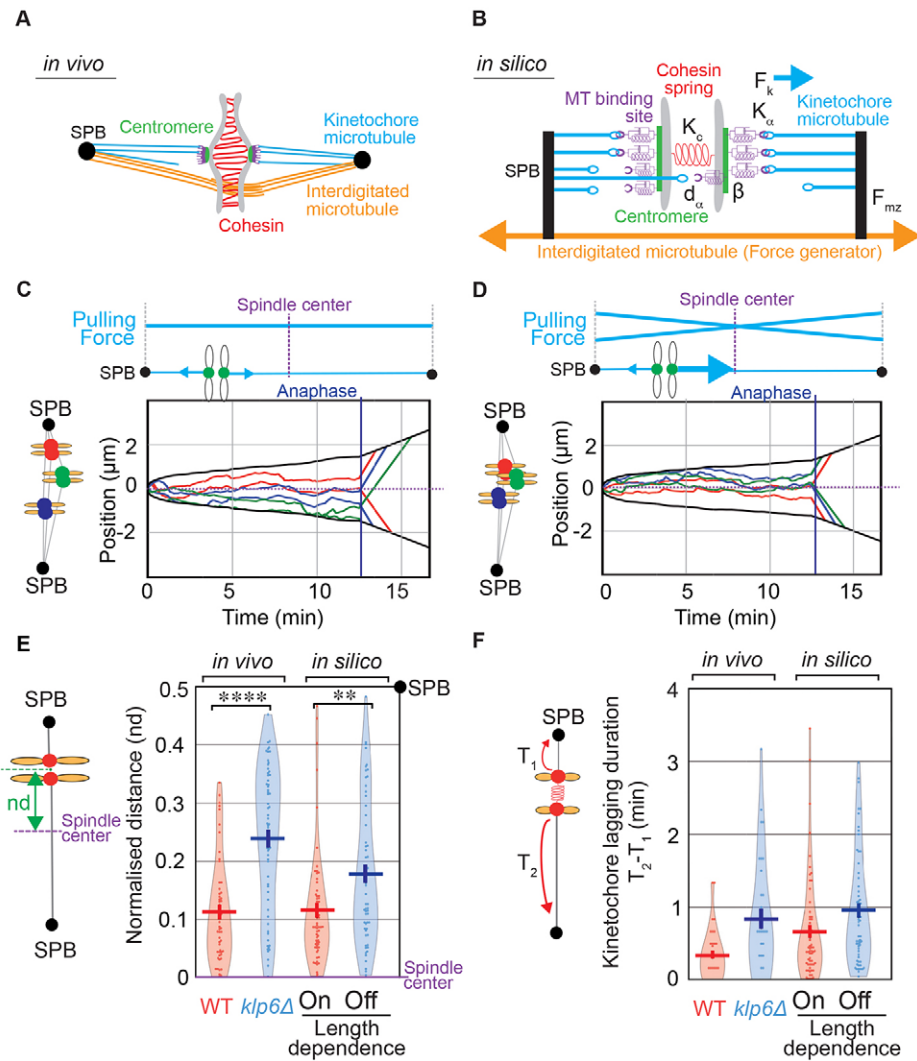 A
in vivo
SPB
Centromere
Kinetochore
microtubule
Interdigitated
microtubule
Cohesin
B
in silico
MT binding
site
Cohesin
spring
F_k
K_α
Kinetochore
microtubule
K_c
SPB
d_α
β
F_mz
Centromere
Interdigitated microtubule (Force generator)
C
Spindle center
Pulling
Force
SPB
Anaphase
SPB
SPB
Position (µm)
2
0
-2
0
5
10
15
Time (min)
D
Spindle center
Pulling
Force
SPB
Anaphase
SPB
SPB
Position (µm)
2
0
-2
0
5
10
15
Time (min)
E
in vivo
in silico
SPB
nd
Spindle
center
SPB
Normalised distance (nd)
0.5
0.4
0.3
0.2
0.1
0
****
**
SPB
Spindle
center
WT
klp6Δ
On
Off
Length
dependence
F
in vivo
in silico
SPB
T1
T2
Kinetochore lagging duration
T2-T1 (min)
4
3
2
1
0
WT
klp6Δ
On
Off
Length
dependence